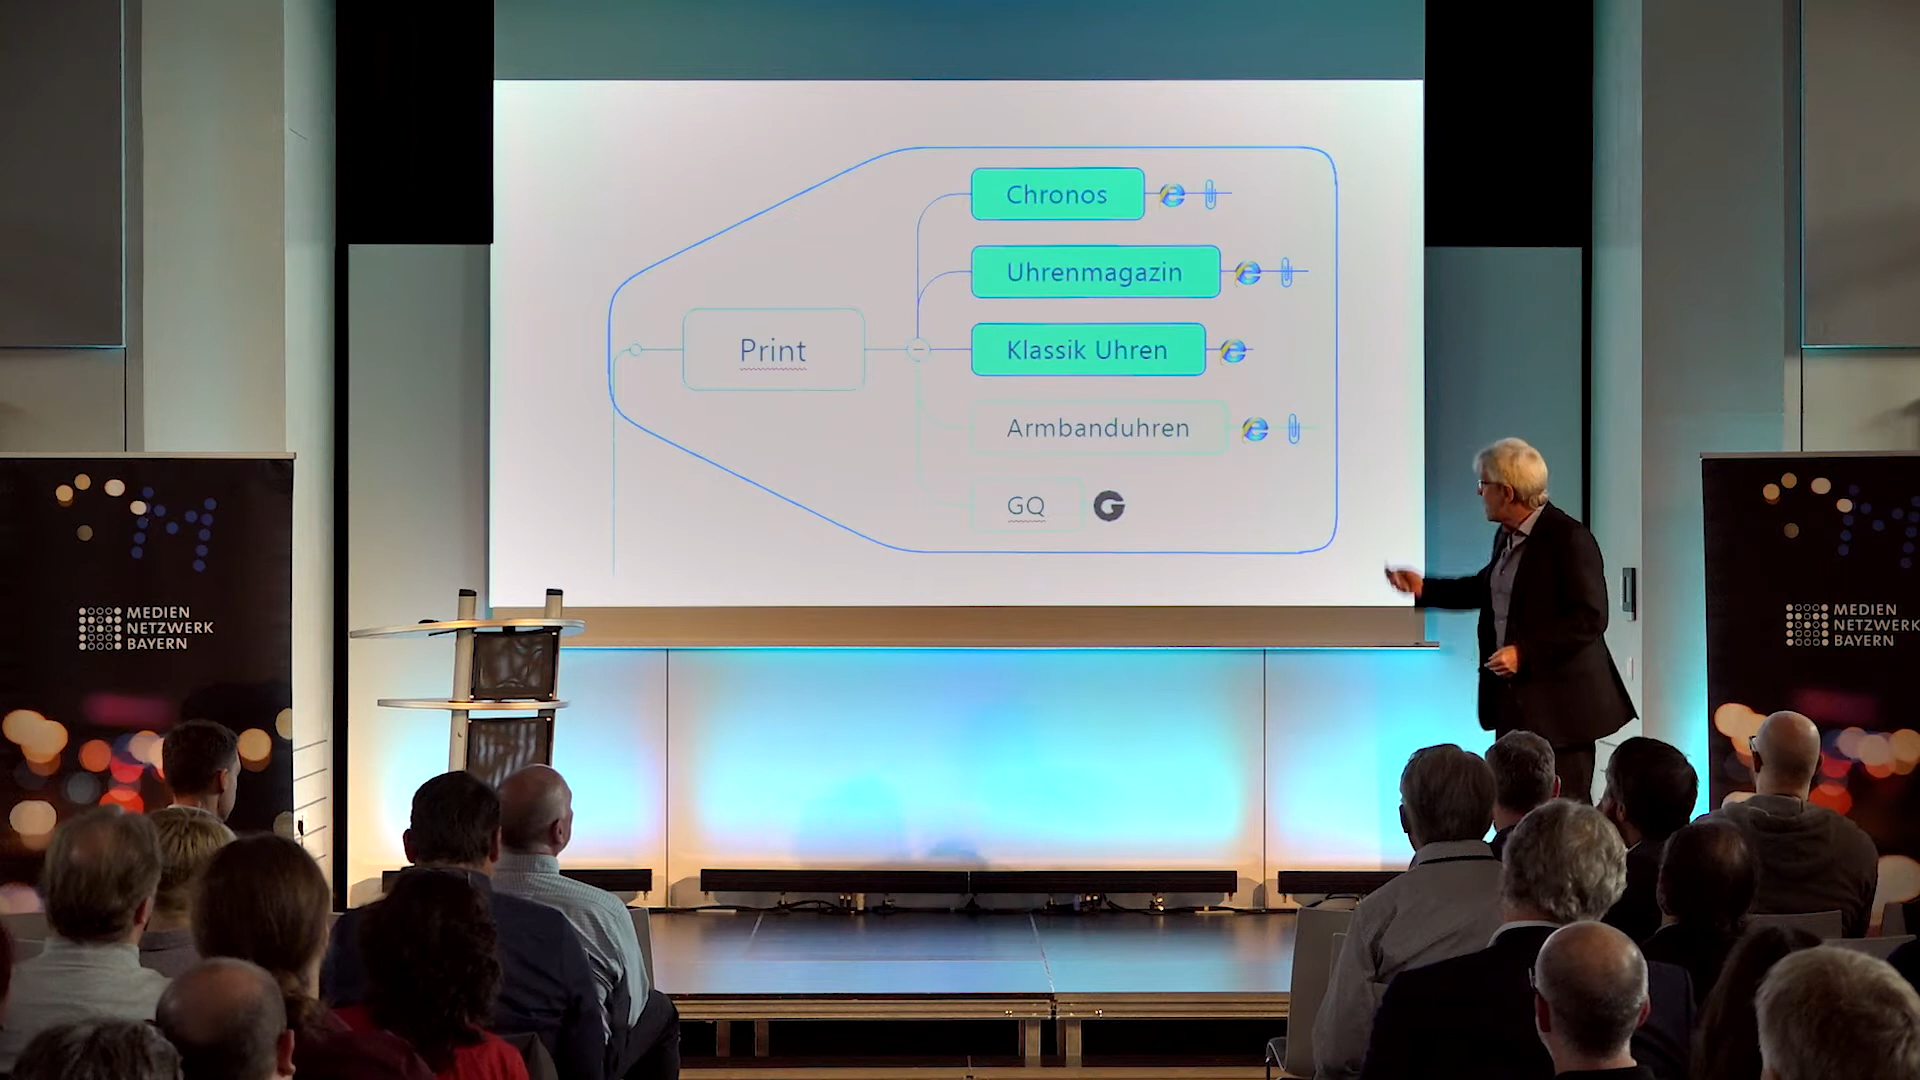 Chronos
Uhrenmagazin
Print
Klassik Uhren
Armbanduhren
GQ
MEDIEN
NETZWERK
BAYERN
MEDIEN
NETZWERK
BAYERN